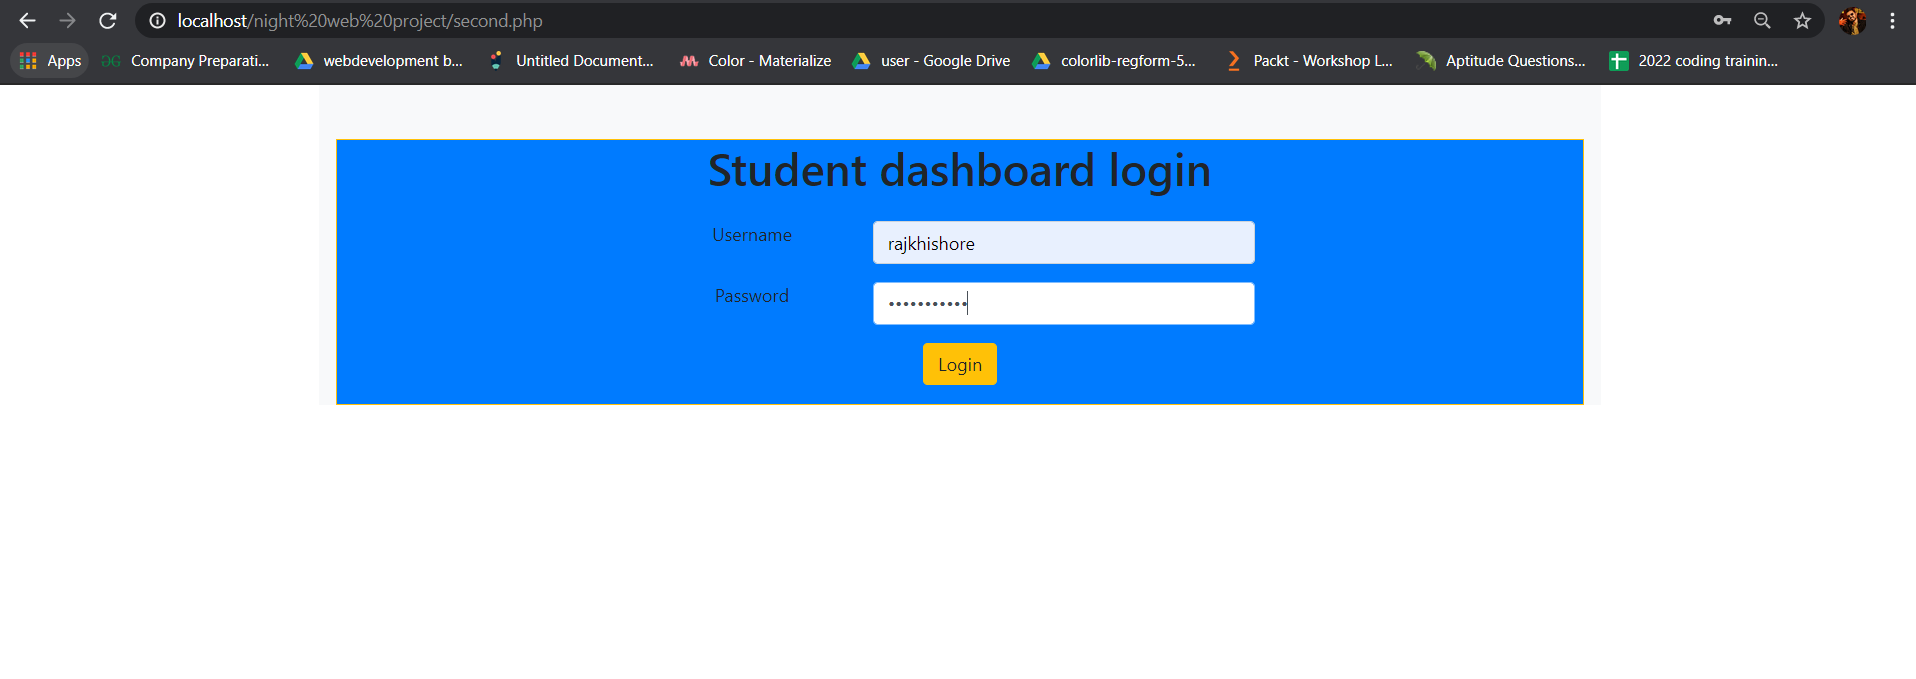 localhost/night%20web%20project/second.php
Apps Company Preparati... webdevelopment b... Untitled Document... Color - Materialize user - Google Drive colorlib-regform-5... Packt - Workshop L... Aptitude Questions... 2022 coding trainin...
Student dashboard login
Username rajkhishore
Password •••••••••••
Login